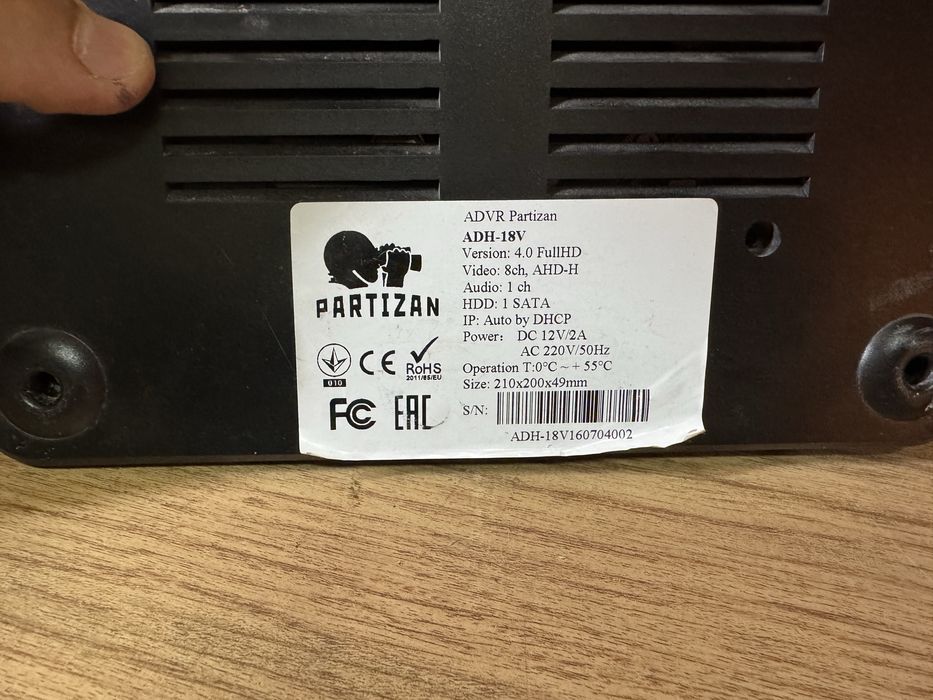 ADVR Partizan
ADH-18V
Version: 4.0 FullHD
Video: 8ch, AHD-H
Audio: 1 ch
HDD: 1 SATA
IP: Auto by DHCP
Power: DC 12V/2A
AC 220V/50Hz
Operation T:0°C ~ + 55°C
Size: 210x200x49mm
S/N:
ADH-18V160704002
PARTIZAN
010
CE
RoHS
2011/65/EU
FC
EAC